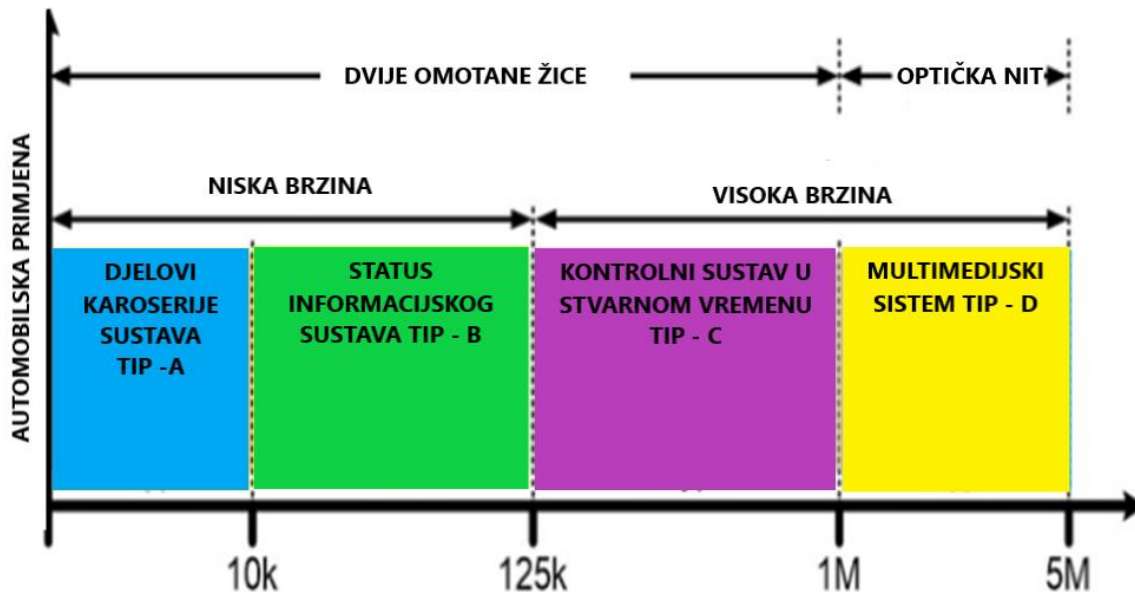 DVIJE OMOTANE ŽICE
OPTIČKA NIT
NISKA BRZINA
VISOKA BRZINA
AUTOMOBILSKA PRIMJENA
DJELOVI
KAROSERIJE
SUSTAVA
TIP -A
STATUS
INFORMACIJSKOG
SUSTAVA TIP - B
KONTROLNI SUSTAV U
STVARNOM VREMENU
TIP - C
MULTIMEDIJSKI
SISTEM TIP - D
10k
125k
1M
5M